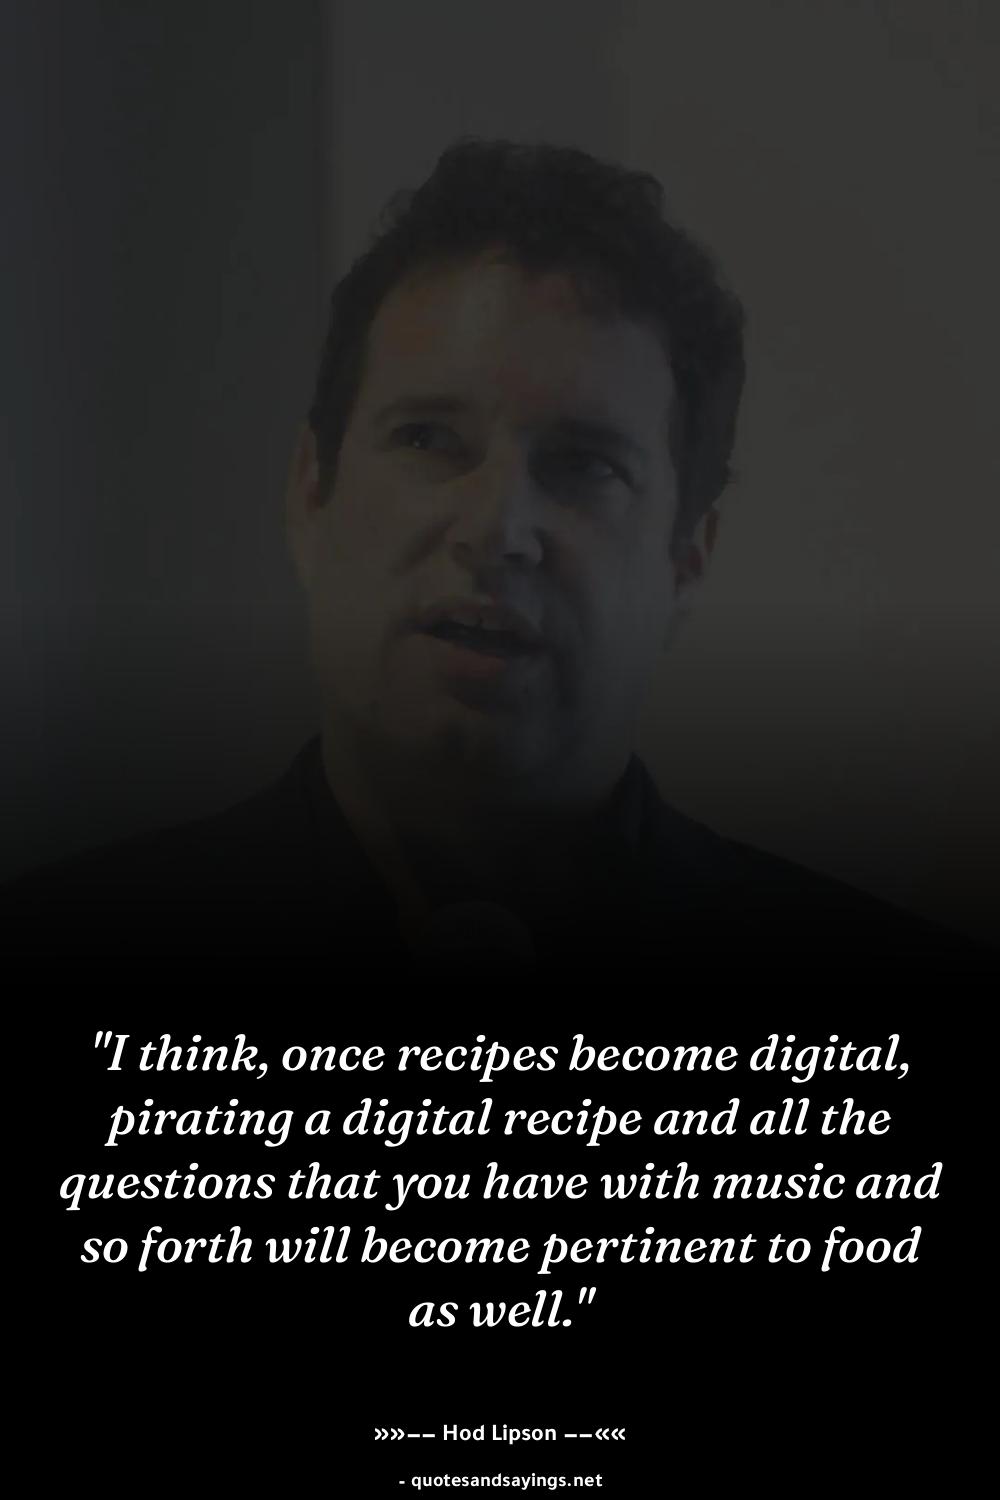 "I think, once recipes become digital,
pirating a digital recipe and all the
questions that you have with music and
so forth will become pertinent to food
as well."
»»−− Hod Lipson −−««
- quotesandsayings.net